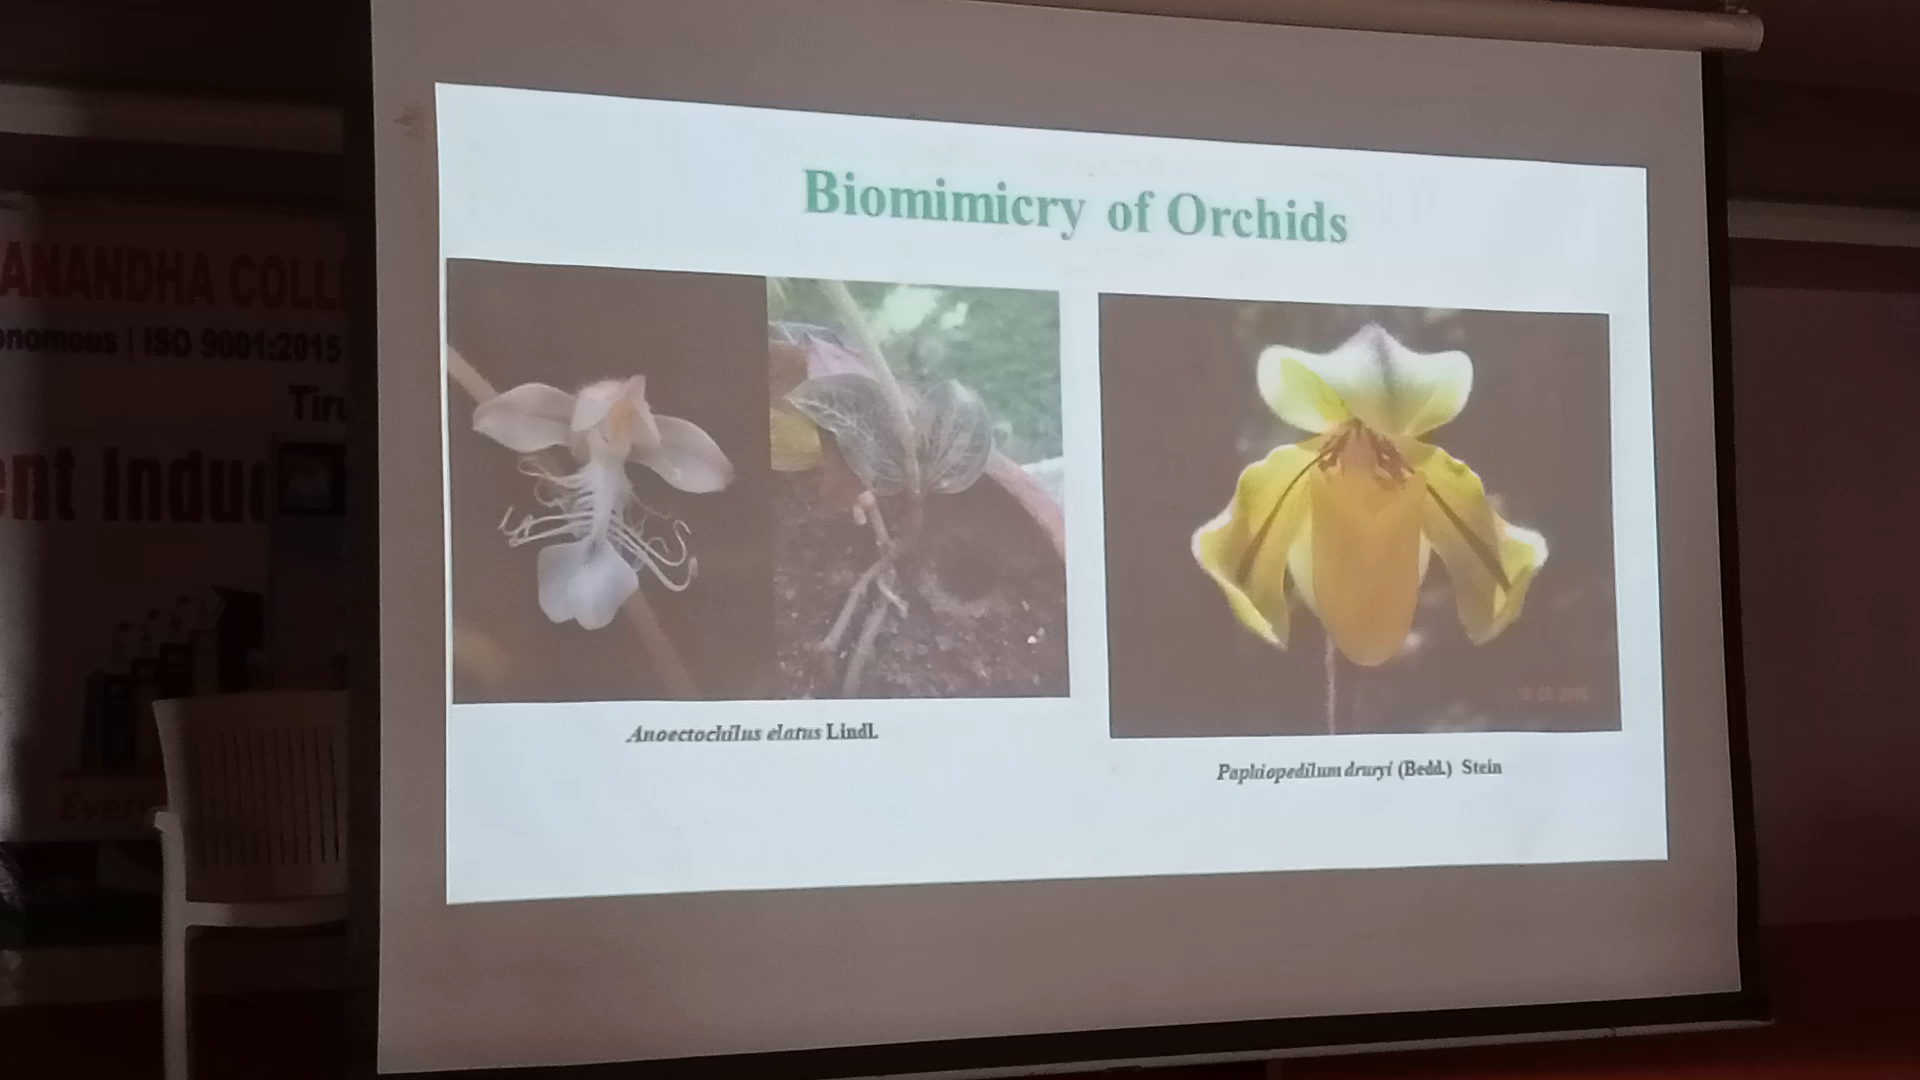 Biomimicry of Orchids
Anoectochilus elatus Lindl.
Paphiopedilum druryi (Bedd.) Stein
ANANDHA COLL
onomous | ISO 9001:2015
Tiru
ent Induc
Every